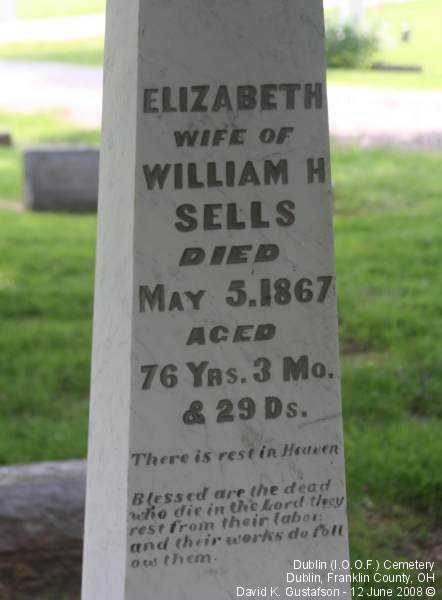 ELIZABETH
WIFE OF
WILLIAM H
SELLS
DIED
MAY 5.1867
AGED
76 YRS. 3 MO.
& 29 DS.
There is rest in Heaven
Blessed are the dead
who die in the Lord they
rest from their labor:
and their works do foll
ow them.
Dublin (I.O.O.F.) Cemetery
Dublin, Franklin County, OH
David K. Gustafson - 12 June 2008 ©